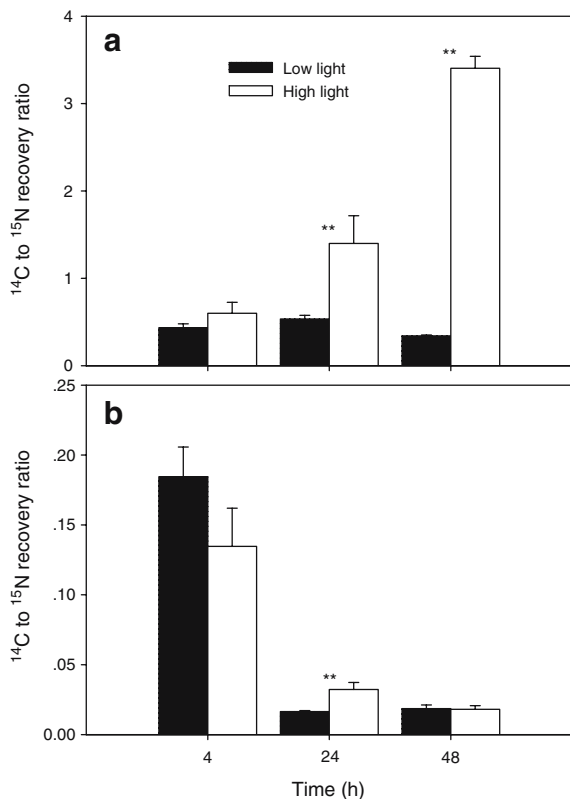 a
Low light
High light
**
**
4
3
2
1
0
¹⁴C to ¹⁵N recovery ratio
b
**
.25
.20
.15
.10
.05
0.00
¹⁴C to ¹⁵N recovery ratio
4
24
48
Time (h)